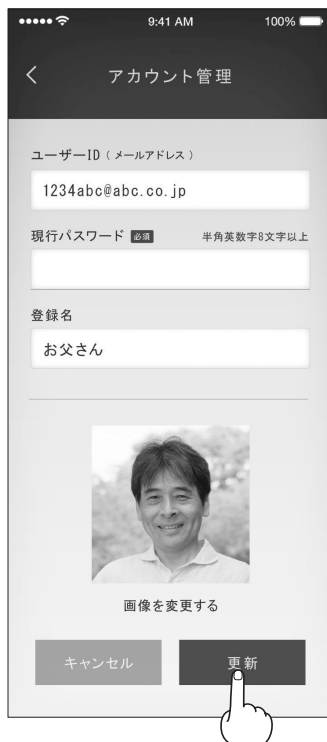 9:41 AM 100%
アカウント管理
ユーザーID（メールアドレス）
1234abc@abc.co.jp
現行パスワード 必須 半角英数字8文字以上
登録名
お父さん
画像を変更する
キャンセル 更新